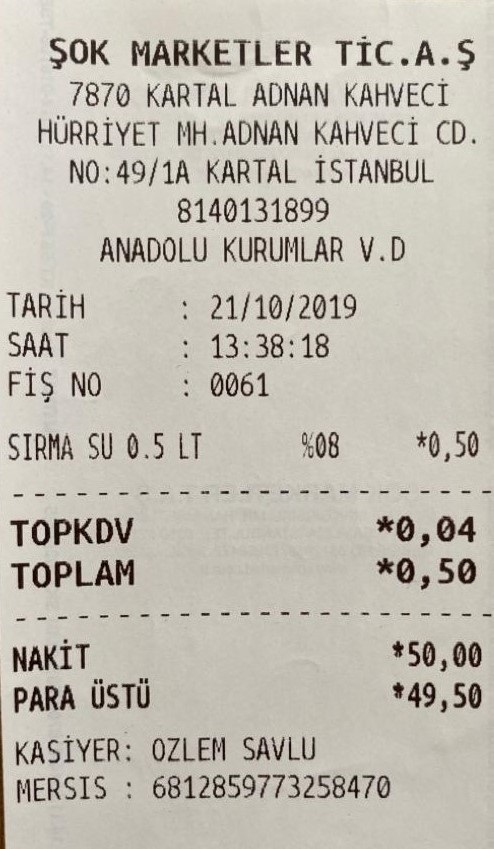 ŞOK MARKETLER TİC.A.Ş
7870 KARTAL ADNAN KAHVECİ
HÜRRİYET MH.ADNAN KAHVECİ CD.
NO:49/1A KARTAL İSTANBUL
8140131899
ANADOLU KURUMLAR V.D
TARİH : 21/10/2019
SAAT : 13:38:18
FİŞ NO : 0061
SIRMA SU 0.5 LT %08 *0,50
TOPKDV *0,04
TOPLAM *0,50
NAKİT *50,00
PARA ÜSTÜ *49,50
KASİYER: OZLEM SAVLU
MERSIS : 6812859773258470